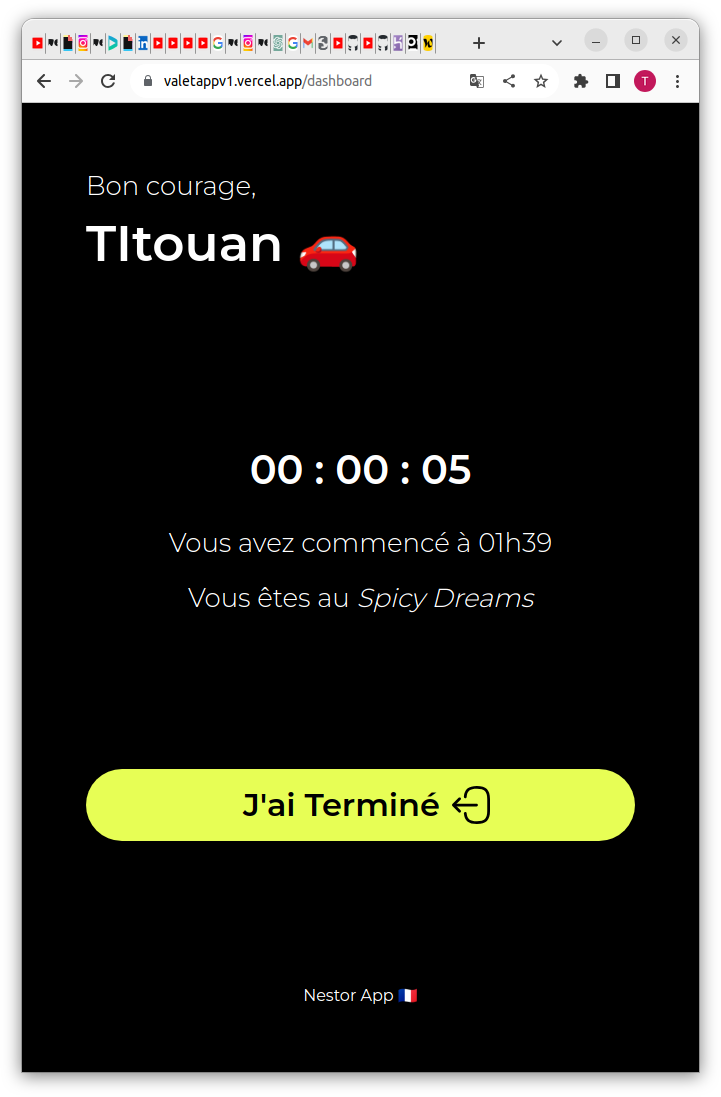 valetappv1.vercel.app/dashboard
T
Bon courage,
TItouan 🚗
00 : 00 : 05
Vous avez commencé à 01h39
Vous êtes au Spicy Dreams
J'ai Terminé
Nestor App 🇫🇷